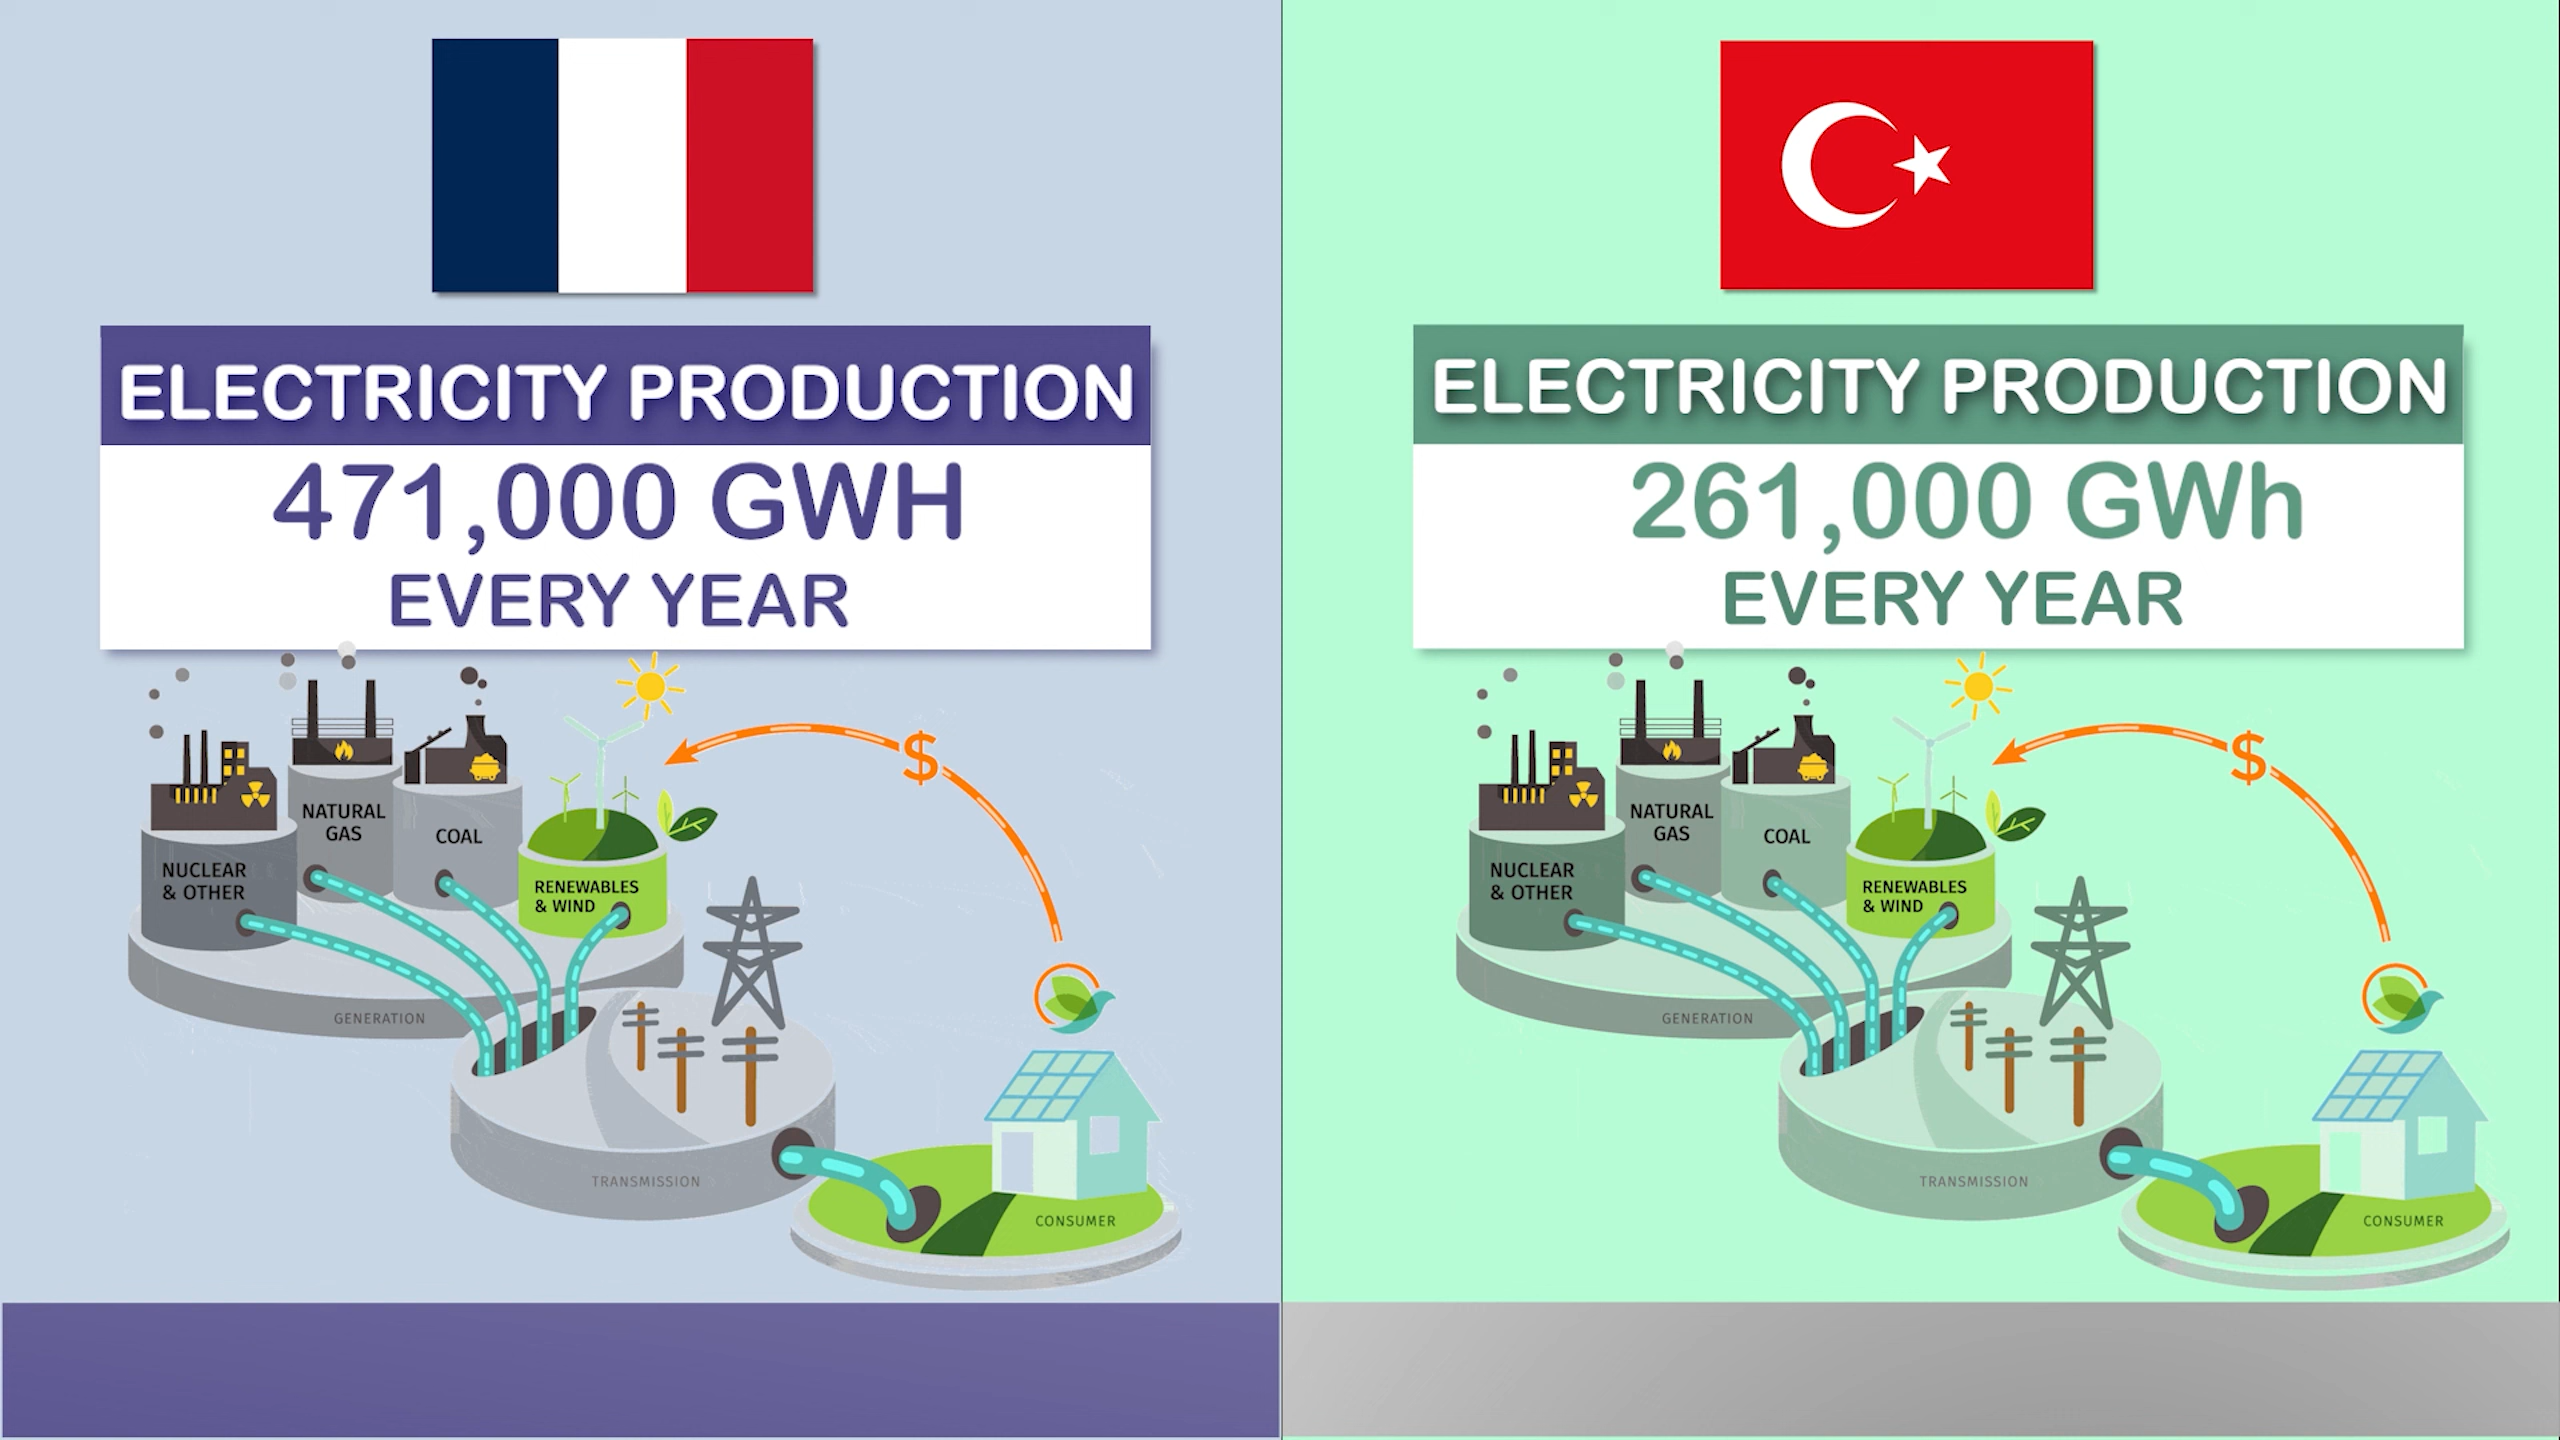 ELECTRICITY PRODUCTION
471,000 GWH
EVERY YEAR
NATURAL
GAS
COAL
NUCLEAR
& OTHER
RENEWABLES
& WIND
$
GENERATION
TRANSMISSION
CONSUMER
ELECTRICITY PRODUCTION
261,000 GWh
EVERY YEAR
NATURAL
GAS
COAL
NUCLEAR
& OTHER
RENEWABLES
& WIND
$
GENERATION
TRANSMISSION
CONSUMER